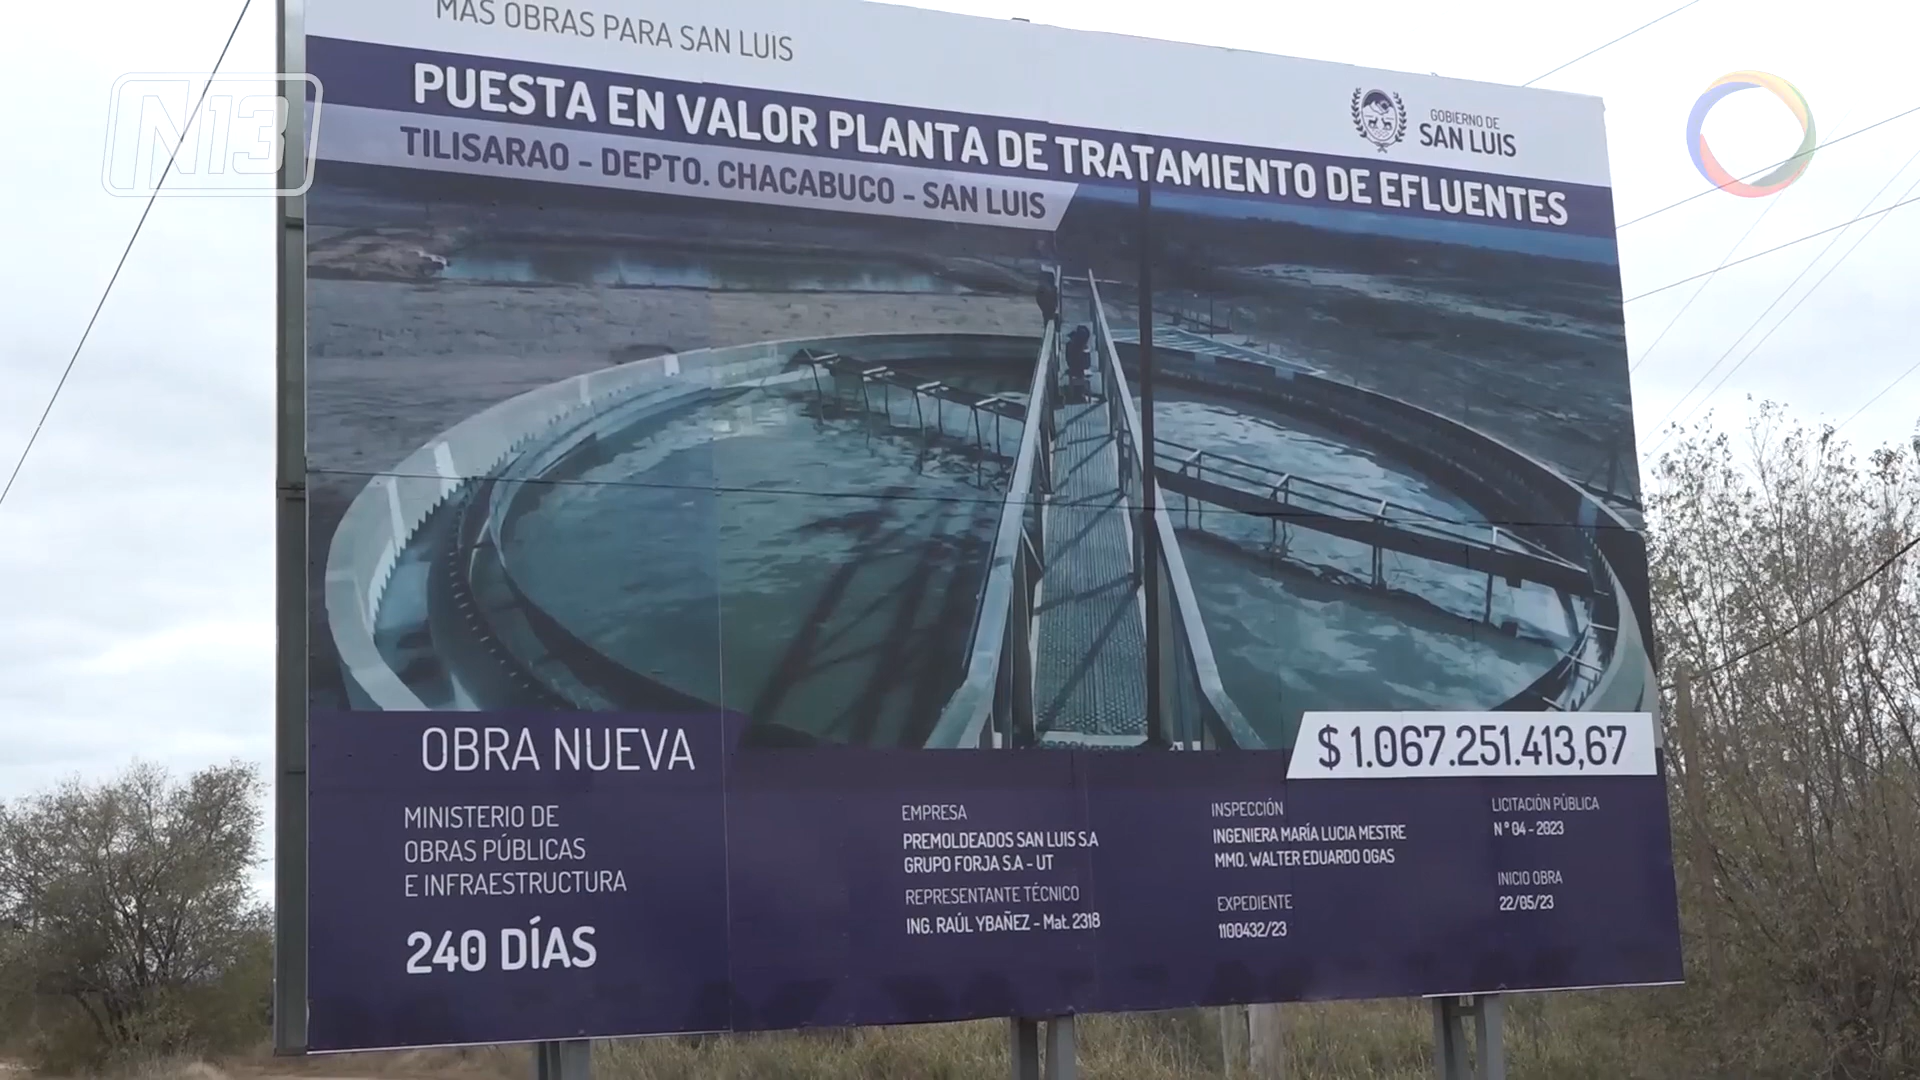 MÁS OBRAS PARA SAN LUIS
PUESTA EN VALOR PLANTA DE TRATAMIENTO DE EFLUENTES
TILISARAO - DEPTO. CHACABUCO - SAN LUIS
GOBIERNO DE
SAN LUIS
N13
OBRA NUEVA
$ 1.067.251.413,67
MINISTERIO DE
OBRAS PÚBLICAS
E INFRAESTRUCTURA
240 DÍAS
EMPRESA
PREMOLDEADOS SAN LUIS S.A
GRUPO FORJA S.A - UT
REPRESENTANTE TÉCNICO
ING. RAÚL YBAÑEZ - Mat. 2318
INSPECCIÓN
INGENIERA MARÍA LUCIA MESTRE
MMO. WALTER EDUARDO OGAS
EXPEDIENTE
1100432/23
LICITACIÓN PÚBLICA
N° 04 - 2023
INICIO OBRA
22/05/23